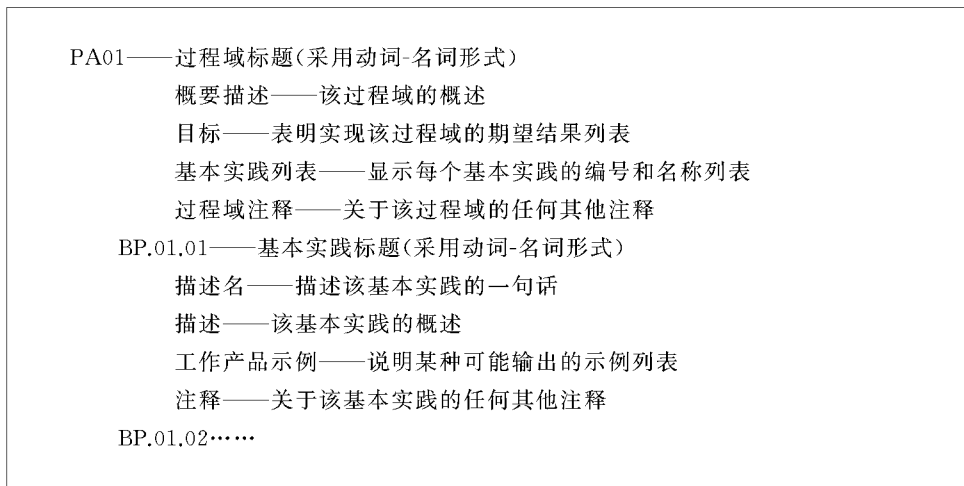 PA01——过程域标题(采用动词-名词形式)
概要描述——该过程域的概述
目标——表明实现该过程域的期望结果列表
基本实践列表——显示每个基本实践的编号和名称列表
过程域注释——关于该过程域的任何其他注释
BP.01.01——基本实践标题(采用动词-名词形式)
描述名——描述该基本实践的一句话
描述——该基本实践的概述
工作产品示例——说明某种可能输出的示例列表
注释——关于该基本实践的任何其他注释
BP.01.02……